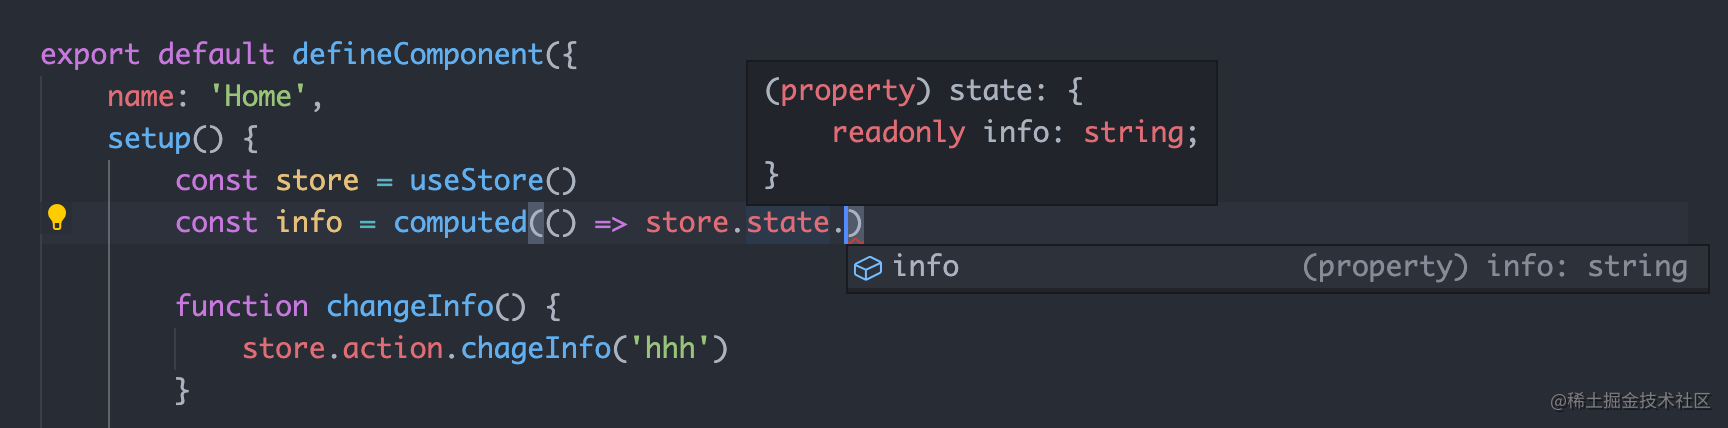 export default defineComponent({
name: 'Home',
setup() {
const store = useStore()
const info = computed(() => store.state.)
(property) state: {
readonly info: string;
}
info (property) info: string
function changeInfo() {
store.action.chageInfo('hhh')
}
@稀土掘金技术社区